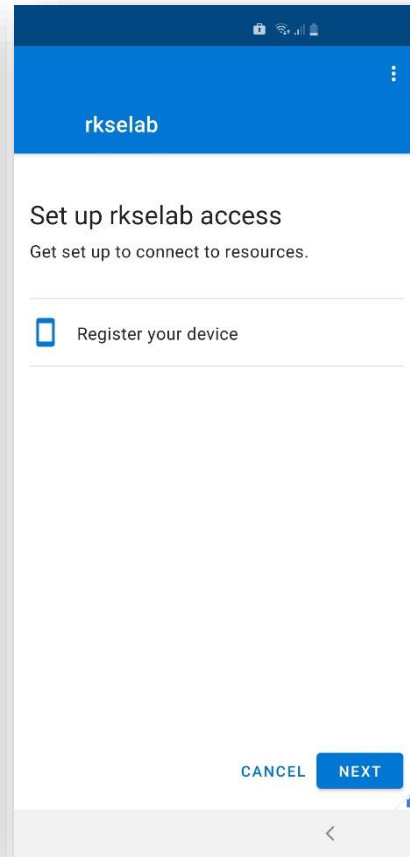 rkselab
Set up rkselab access
Get set up to connect to resources.
Register your device
CANCEL NEXT